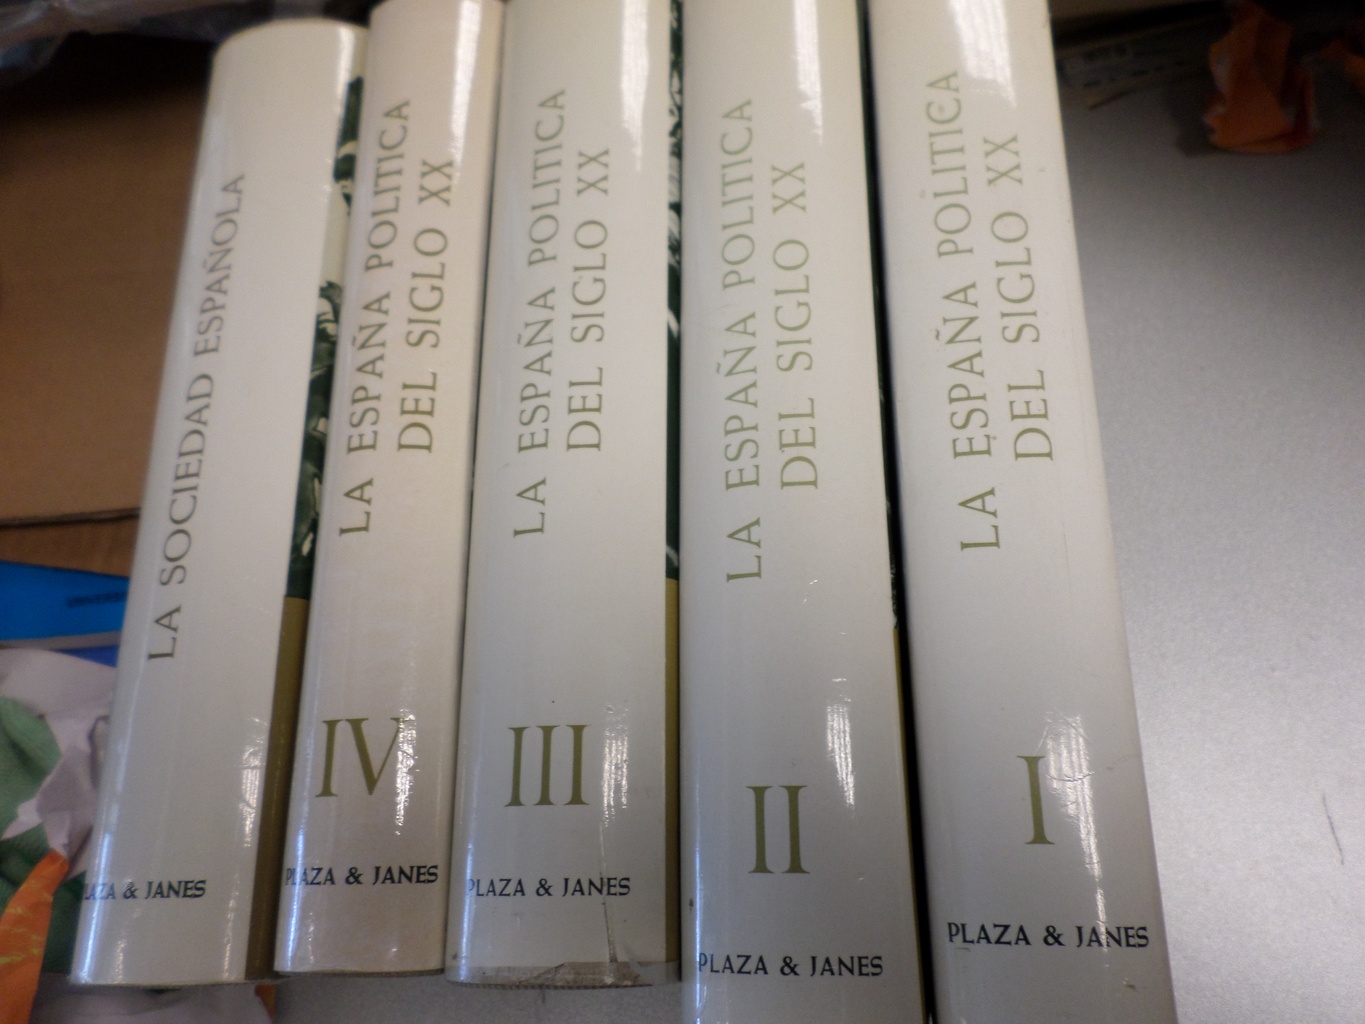 LA SOCIEDAD ESPAÑOLA
PLAZA & JANES
LA ESPAÑA POLITICA
DEL SIGLO XX
IV
PLAZA & JANES
LA ESPAÑA POLITICA
DEL SIGLO XX
III
PLAZA & JANES
LA ESPAÑA POLITICA
DEL SIGLO XX
II
PLAZA & JANES
LA ESPAÑA POLITICA
DEL SIGLO XX
I
PLAZA & JANES